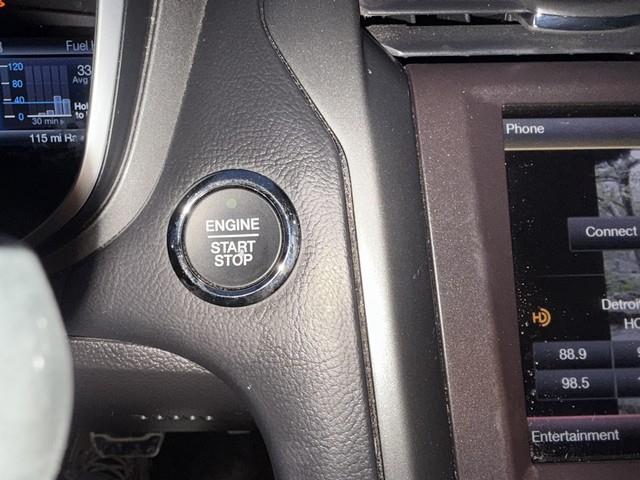 Fuel
120
80
40
0
30 min
33
Avg
115 mi
ENGINE
START
STOP
Phone
Connect
HD
88.9
98.5
Entertainment